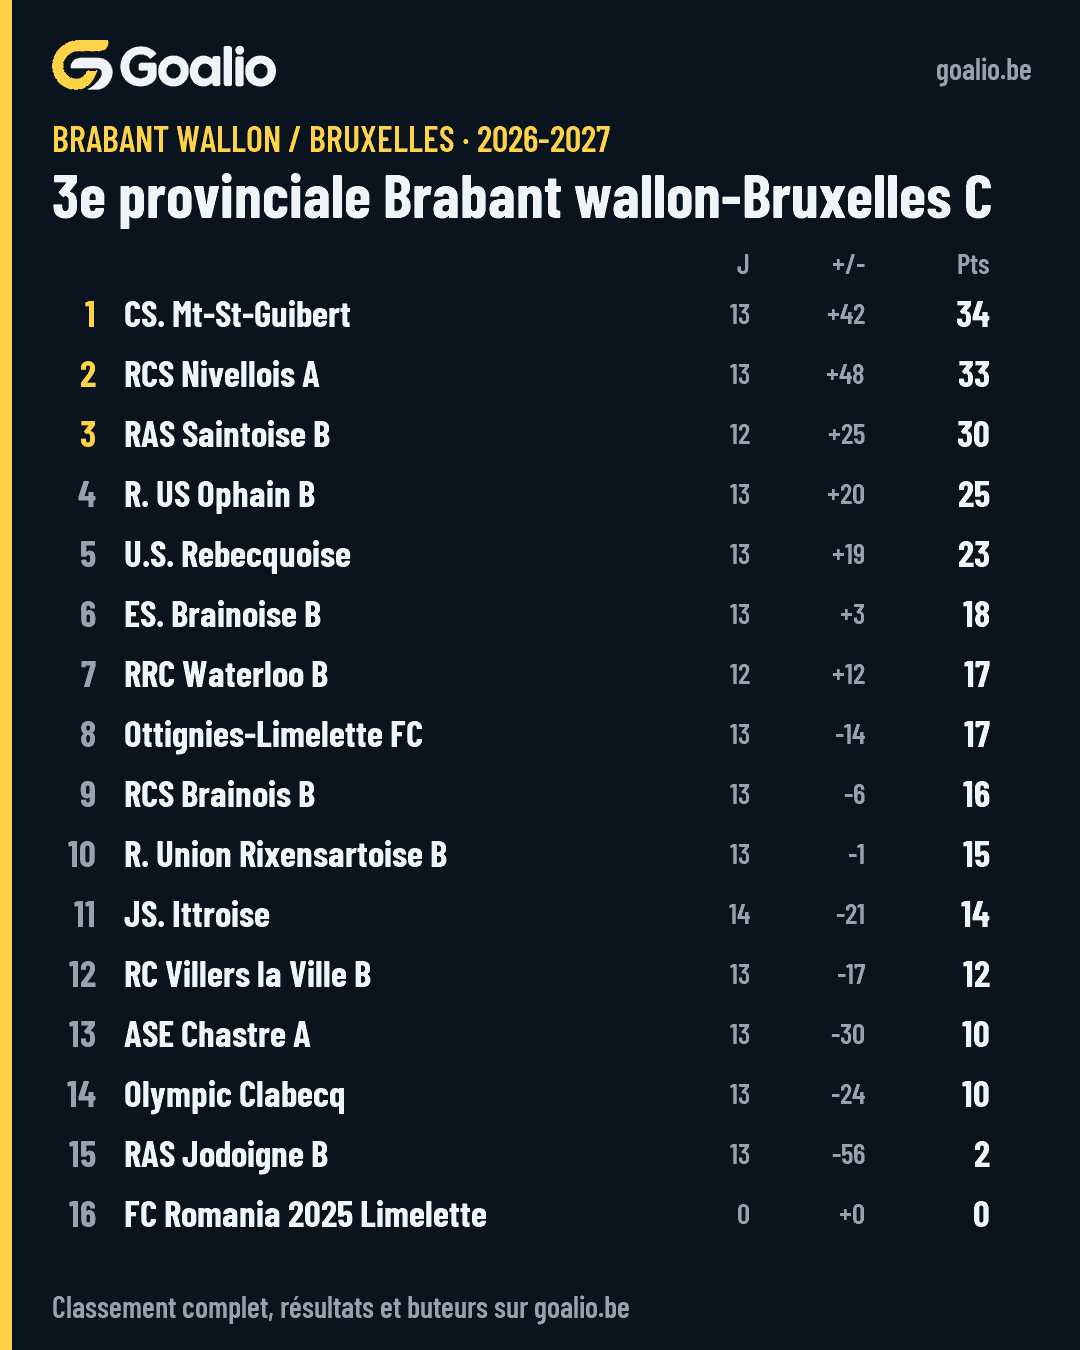 Goalio
goalio.be
BRABANT WALLON / BRUXELLES · 2026-2027
3e provinciale Brabant wallon-Bruxelles C
J +/- Pts
1 CS. Mt-St-Guibert 13 +42 34
2 RCS Nivellois A 13 +48 33
3 RAS Saintoise B 12 +25 30
4 R. US Ophain B 13 +20 25
5 U.S. Rebecquoise 13 +19 23
6 ES. Brainoise B 13 +3 18
7 RRC Waterloo B 12 +12 17
8 Ottignies-Limelette FC 13 -14 17
9 RCS Brainois B 13 -6 16
10 R. Union Rixensartoise B 13 -1 15
11 JS. Ittroise 14 -21 14
12 RC Villers la Ville B 13 -17 12
13 ASE Chastre A 13 -30 10
14 Olympic Clabecq 13 -24 10
15 RAS Jodoigne B 13 -56 2
16 FC Romania 2025 Limelette 0 +0 0
Classement complet, résultats et buteurs sur goalio.be